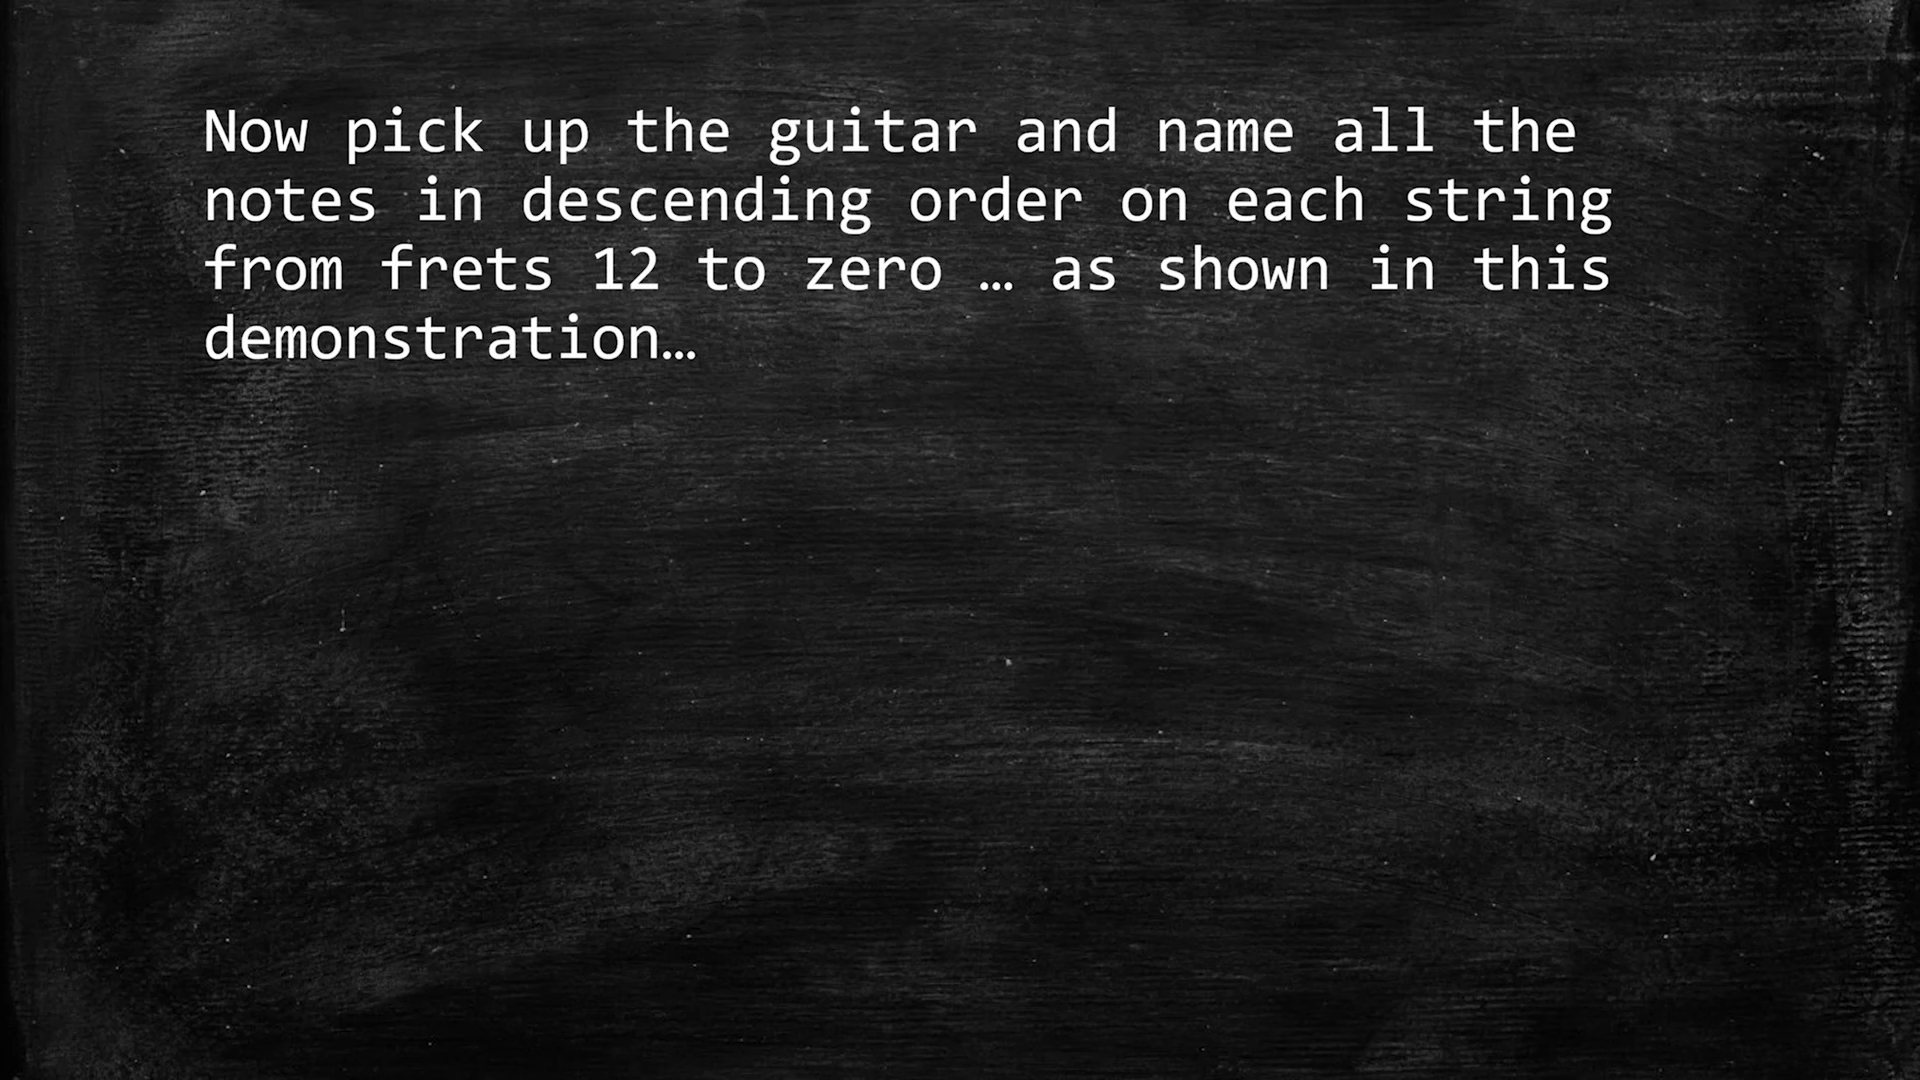 Now pick up the guitar and name all the
notes in descending order on each string
from frets 12 to zero … as shown in this
demonstration…